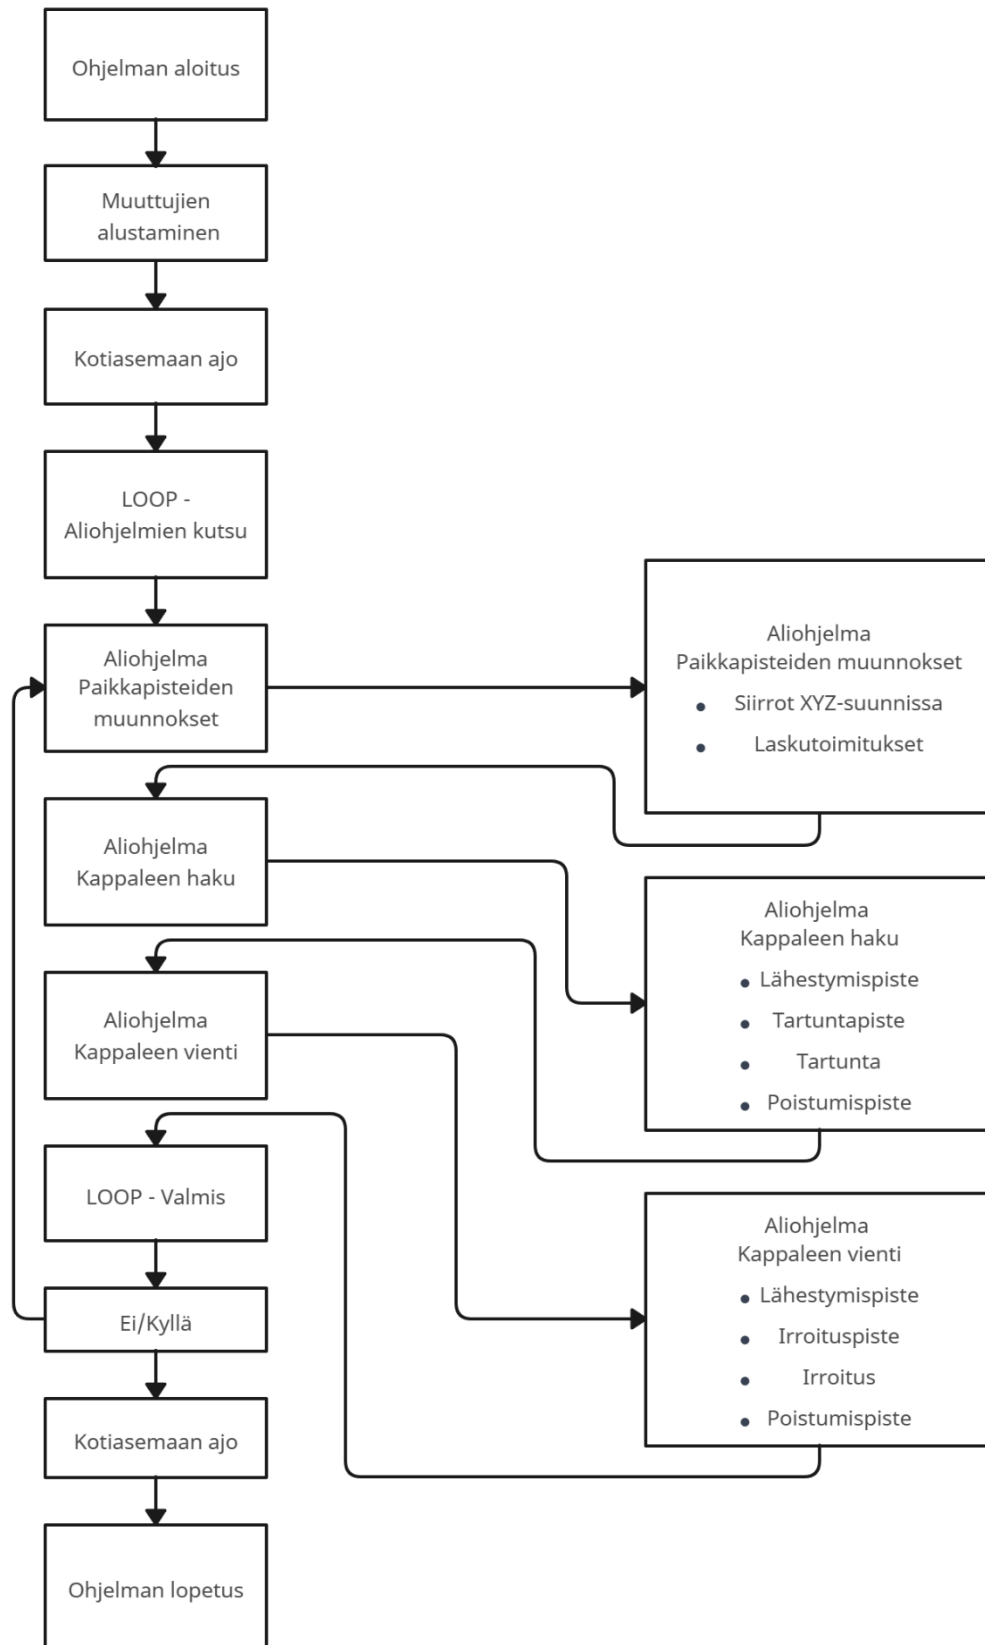 Ohjelman aloitus
Muuttujien
alustaminen
Kotiasemaan ajo
LOOP -
Aliohjelmien kutsu
Aliohjelma
Paikkapisteiden
muunnokset
Aliohjelma
Paikkapisteiden muunnokset
Siirrot XYZ-suunnissa
Laskutoimitukset
Aliohjelma
Kappaleen haku
Aliohjelma
Kappaleen haku
Lähestymispiste
Tartuntapiste
Tartunta
Poistumispiste
Aliohjelma
Kappaleen vienti
Aliohjelma
Kappaleen vienti
Lähestymispiste
Irroituspiste
Irroitus
Poistumispiste
LOOP - Valmis
Ei/Kyllä
Kotiasemaan ajo
Ohjelman lopetus